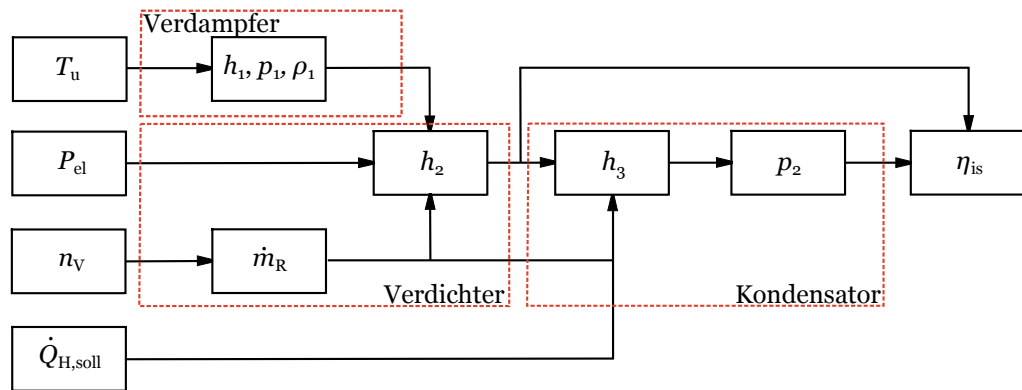 Verdampfer
T_u
h_1, p_1, ρ_1
P_el
h_2
h_3
p_2
η_is
n_V
ṁ_R
Verdichter
Kondensator
Q̇_H,soll